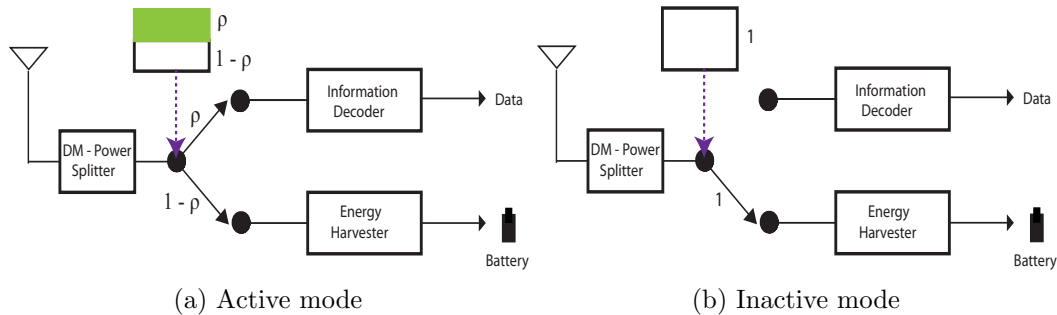 ρ
1 - ρ
DM - Power
Splitter
ρ
1 - ρ
Information
Decoder
Data
Energy
Harvester
Battery
(a) Active mode
1
DM - Power
Splitter
1
Information
Decoder
Data
Energy
Harvester
Battery
(b) Inactive mode